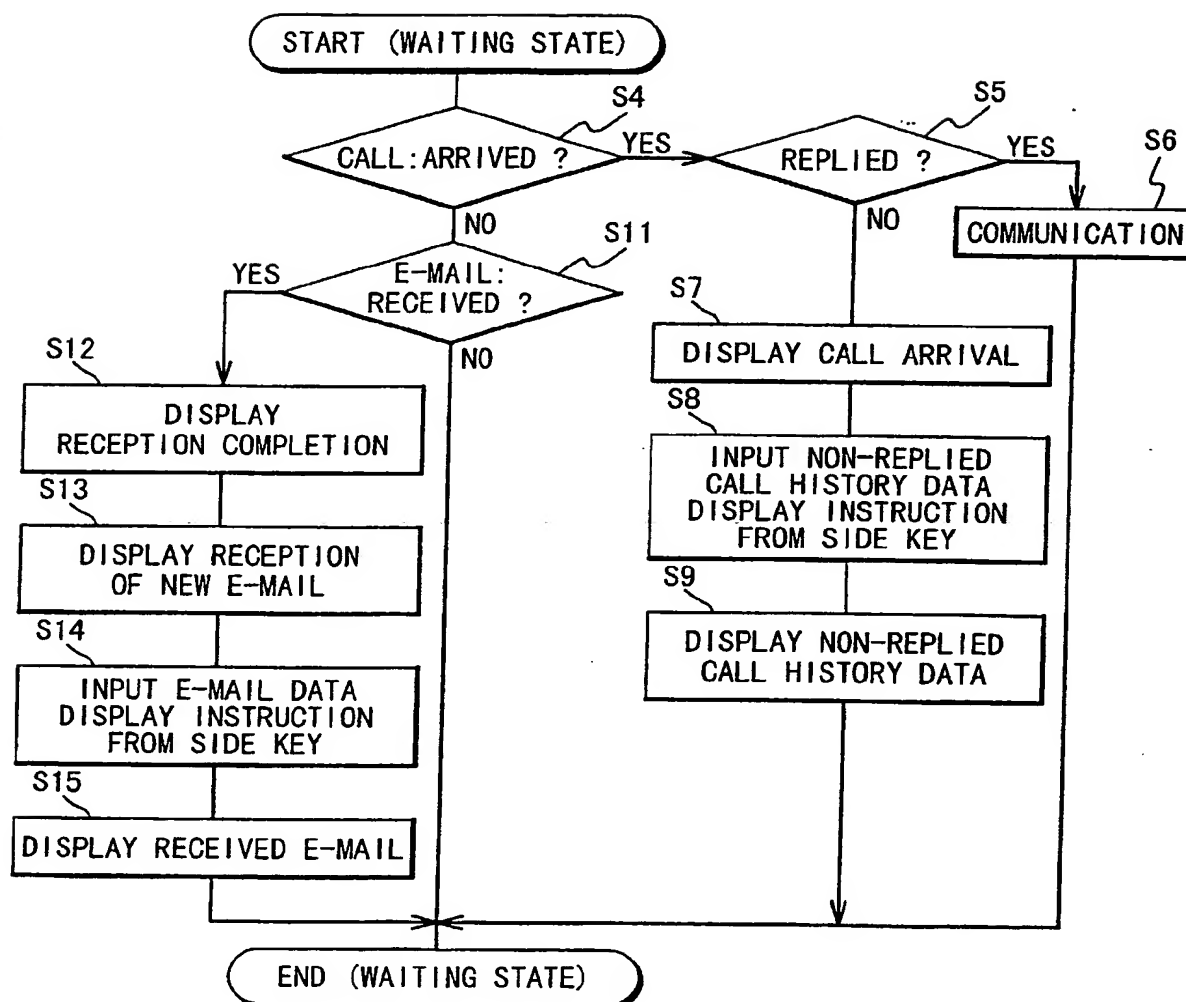 START (WAITING STATE)
S4
CALL:ARRIVED ?
YES
NO
S5
REPLIED ?
YES
NO
S6
COMMUNICATION
S11
E-MAIL:
RECEIVED ?
YES
NO
S7
DISPLAY CALL ARRIVAL
S8
INPUT NON-REPLIED
CALL HISTORY DATA
DISPLAY INSTRUCTION
FROM SIDE KEY
S9
DISPLAY NON-REPLIED
CALL HISTORY DATA
S12
DISPLAY
RECEPTION COMPLETION
S13
DISPLAY RECEPTION
OF NEW E-MAIL
S14
INPUT E-MAIL DATA
DISPLAY INSTRUCTION
FROM SIDE KEY
S15
DISPLAY RECEIVED E-MAIL
END (WAITING STATE)